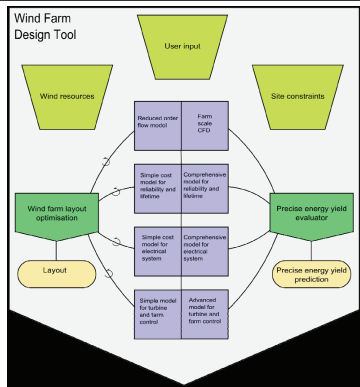 Wind Farm
Design Tool
User input
Wind resources
Site constraints
Reduced order
flow model
Farm
scale
CFD
Simple cost
model for
reliability and
lifetime
Comprehensive
model for
reliability and
lifetime
Wind farm layout
optimisation
Precise energy yield
evaluator
Simple cost
model for
electrical
system
Comprehensive
model for
electrical
system
Layout
Precise energy yield
prediction
Simple model
for turbine
and farm
control
Advanced
model for
turbine and
farm control